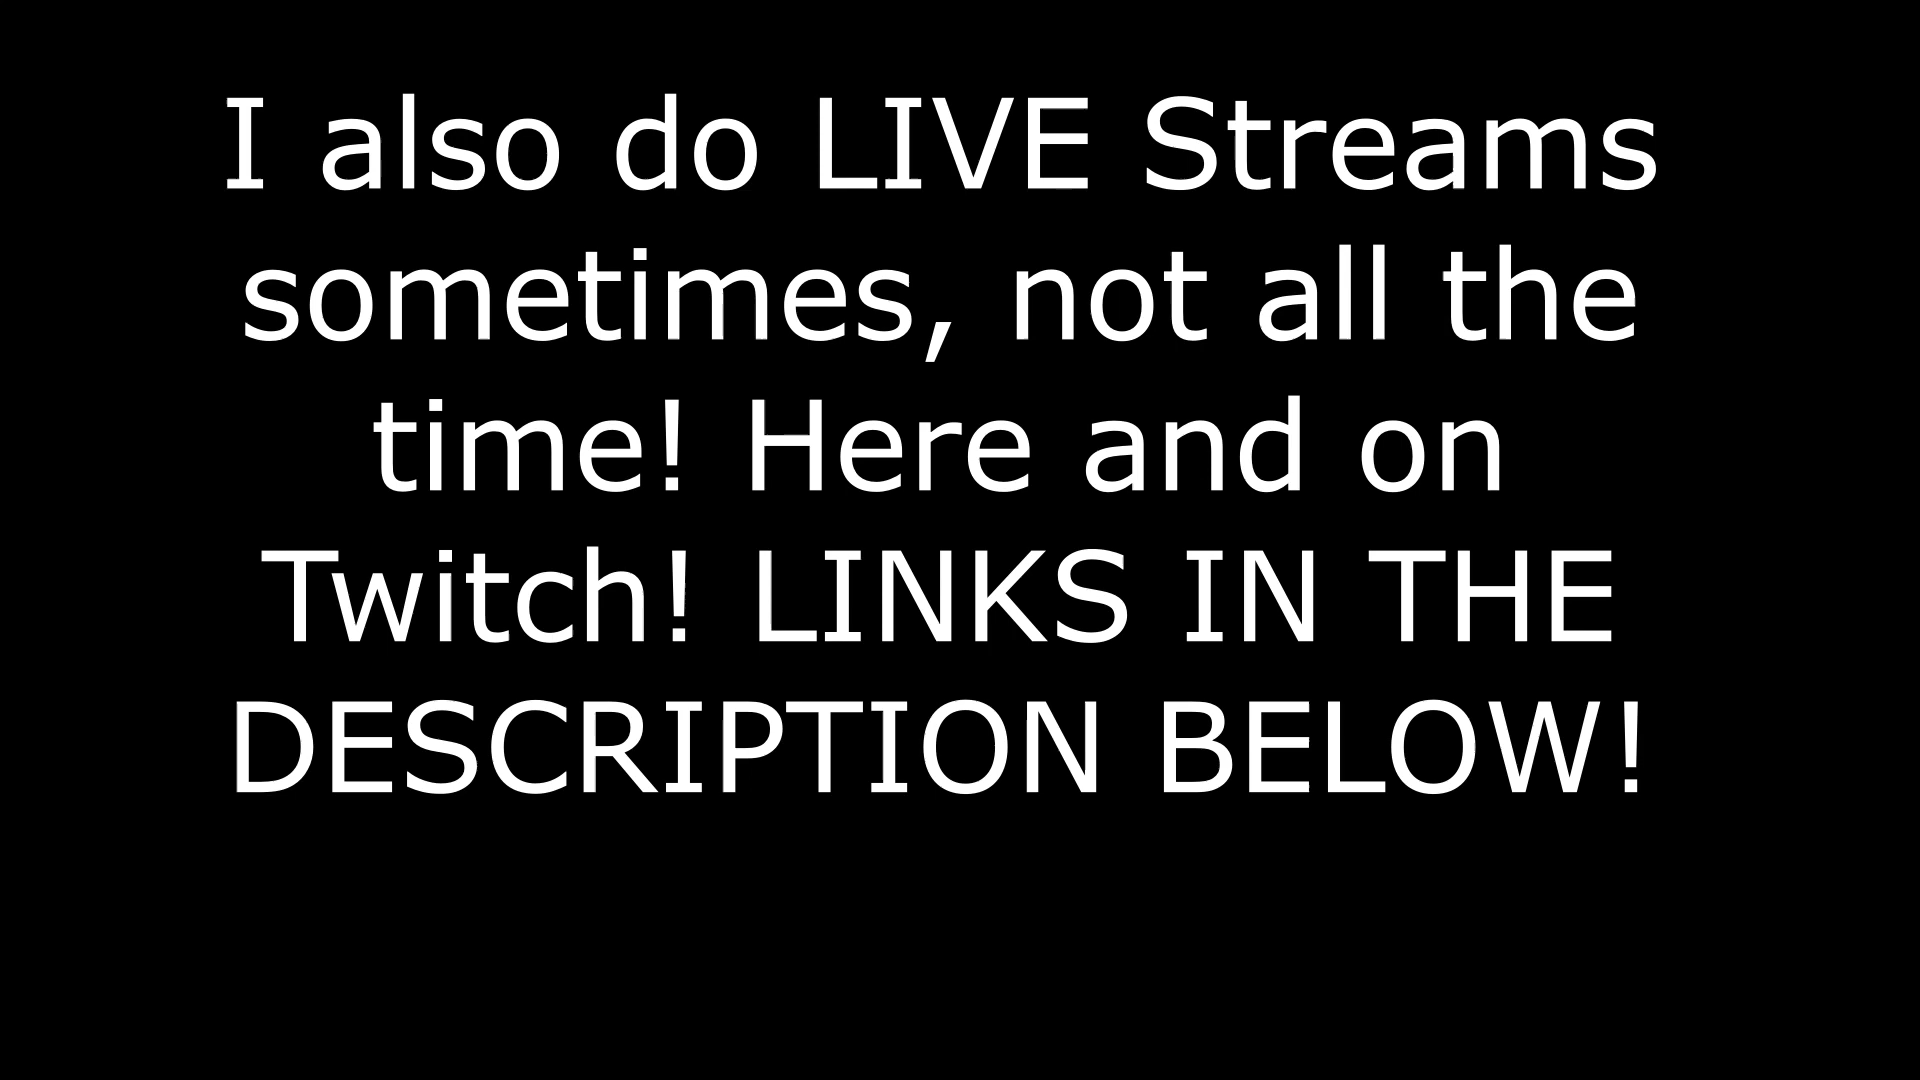 I also do LIVE Streams
sometimes, not all the
time! Here and on
Twitch! LINKS IN THE
DESCRIPTION BELOW!